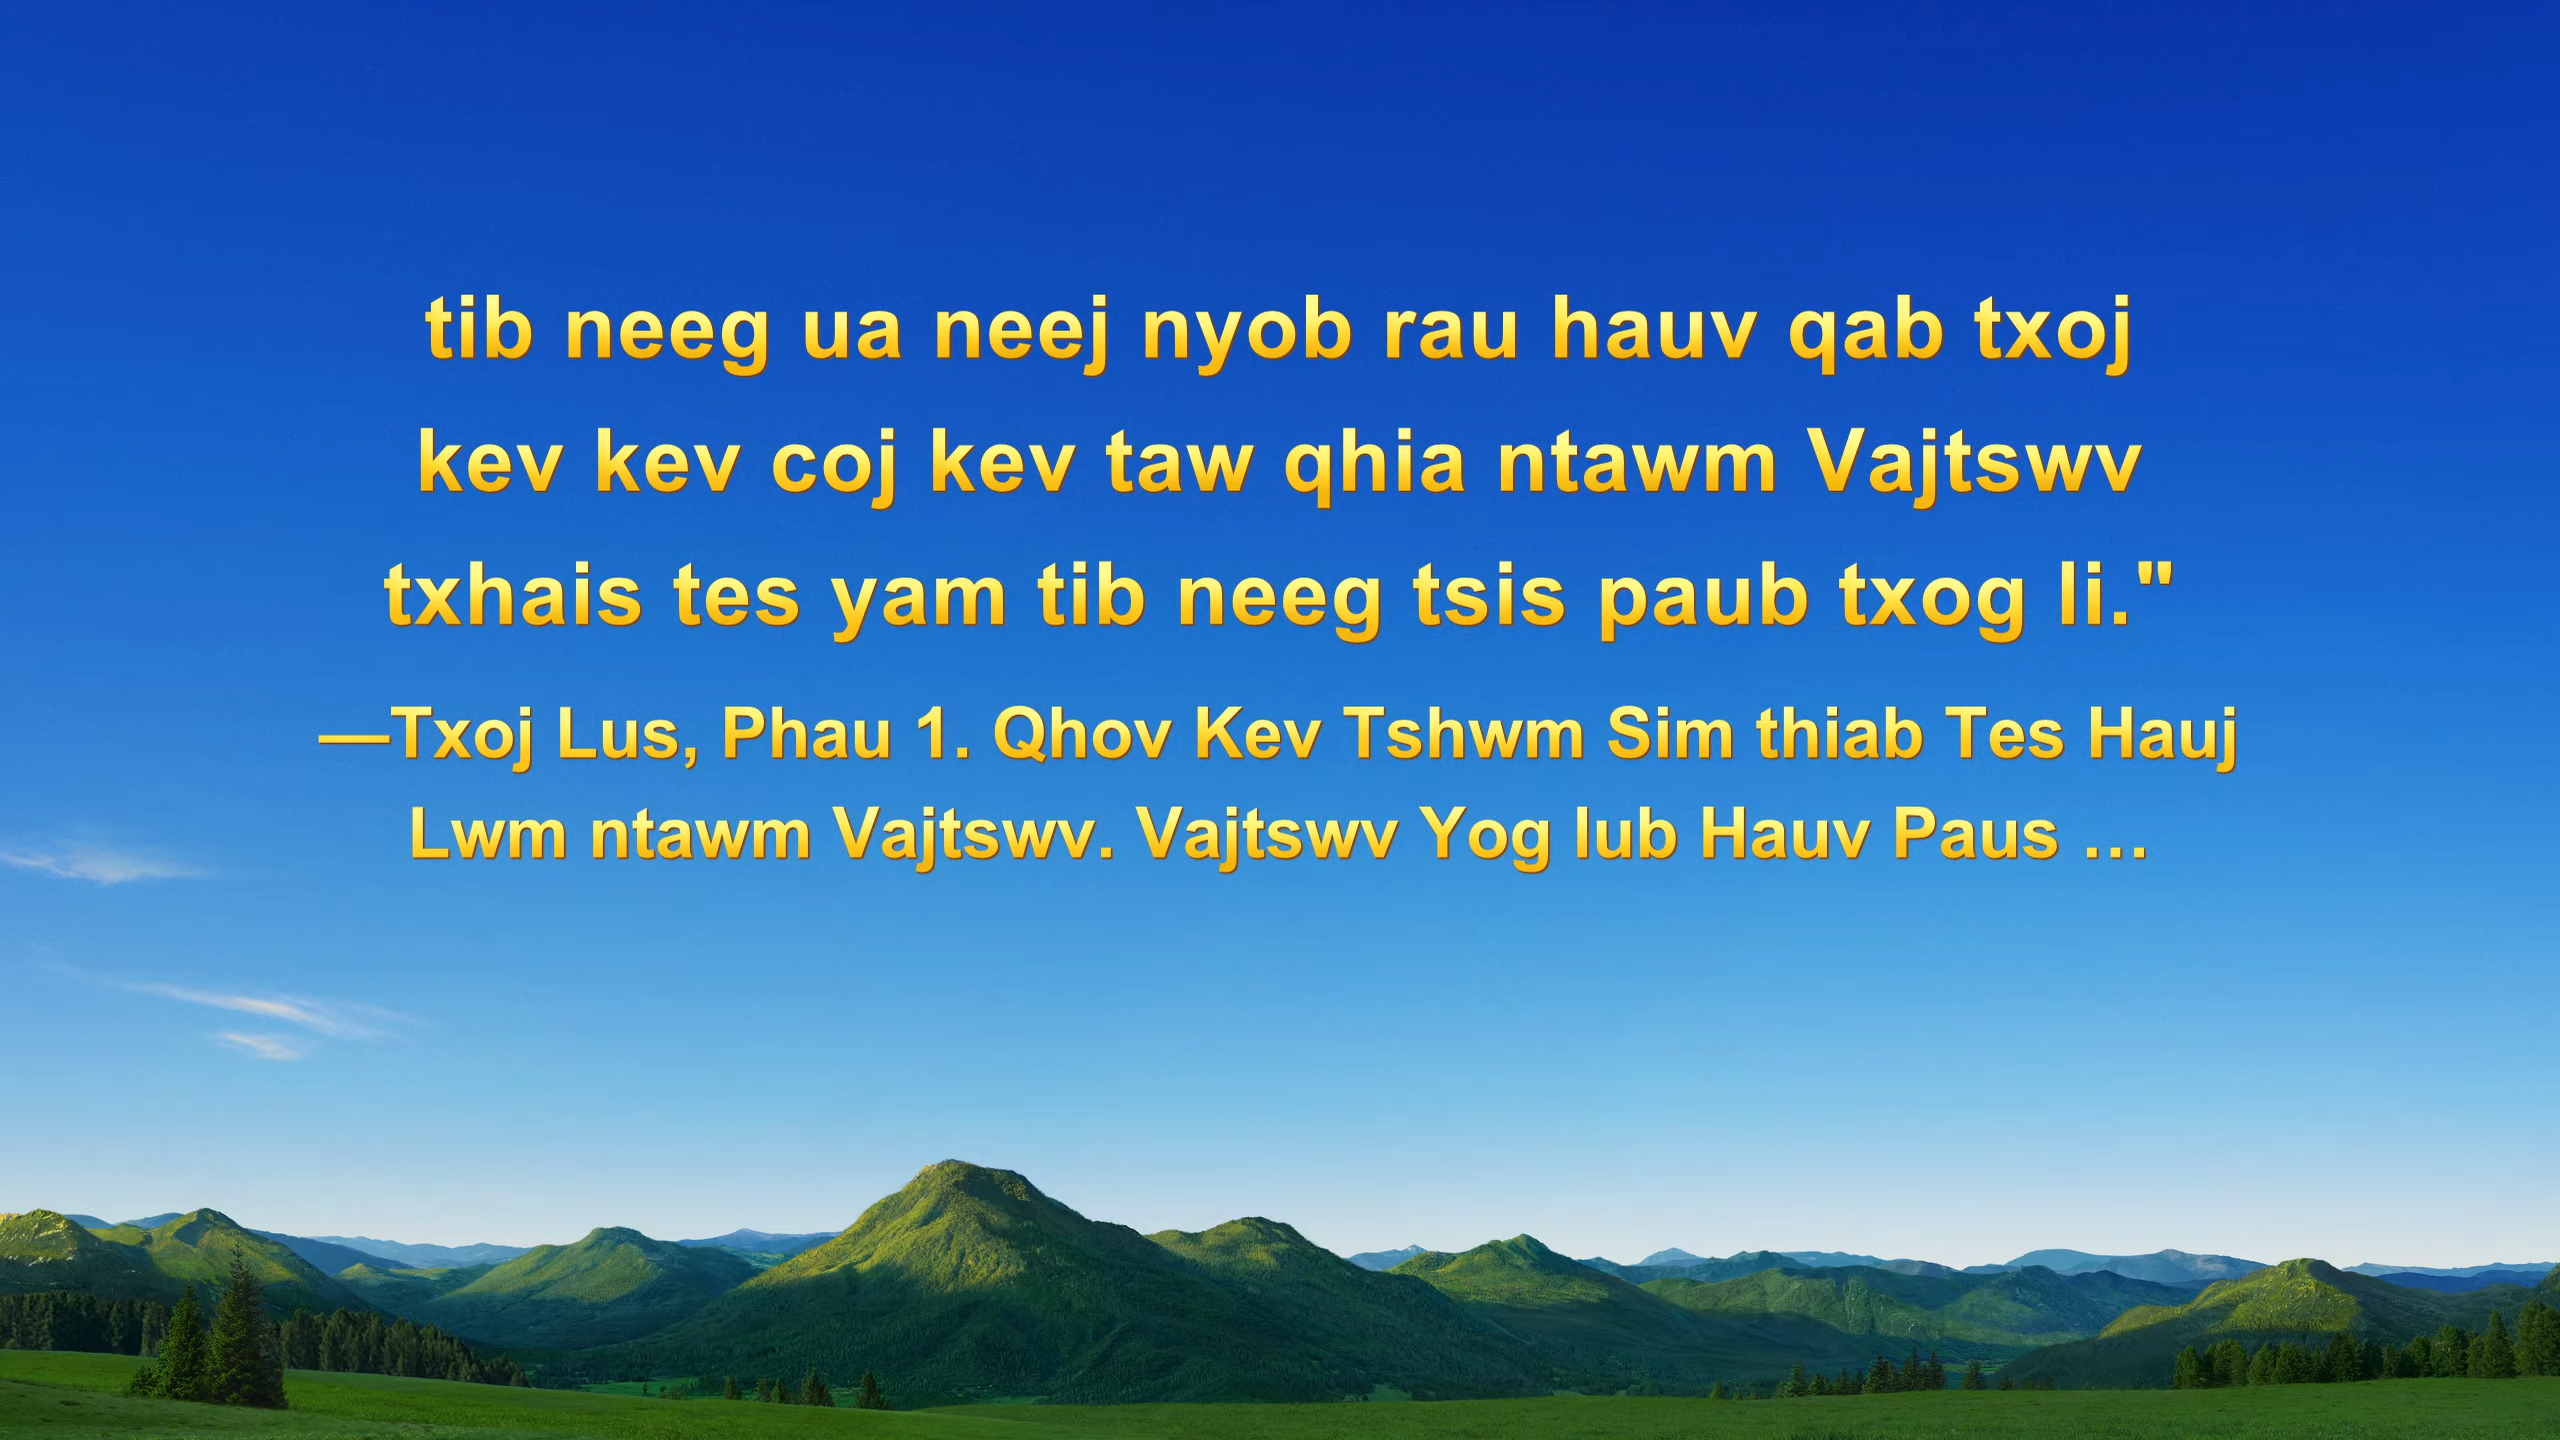 tib neeg ua neej nyob rau hauv qab txoj
kev kev coj kev taw qhia ntawm Vajtswv
txhais tes yam tib neeg tsis paub txog li."
—Txoj Lus, Phau 1. Qhov Kev Tshwm Sim thiab Tes Hauj
Lwm ntawm Vajtswv. Vajtswv Yog lub Hauv Paus …